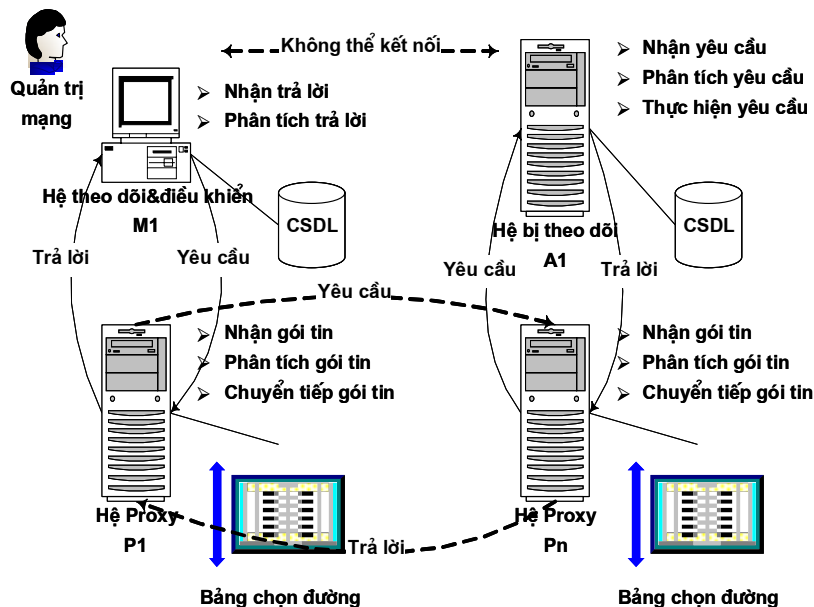 Không thể kết nối
Quản trị
mạng
➢ Nhận trả lời
➢ Phân tích trả lời
➢ Nhận yêu cầu
➢ Phân tích yêu cầu
➢ Thực hiện yêu cầu
Hệ theo dõi&điều khiển
M1
CSDL
Hệ bị theo dõi
A1
CSDL
Trả lời
Yêu cầu
Yêu cầu
Trả lời
Yêu cầu
➢ Nhận gói tin
➢ Phân tích gói tin
➢ Chuyển tiếp gói tin
➢ Nhận gói tin
➢ Phân tích gói tin
➢ Chuyển tiếp gói tin
Hệ Proxy
P1
Hệ Proxy
Pn
Trả lời
Bảng chọn đường
Bảng chọn đường